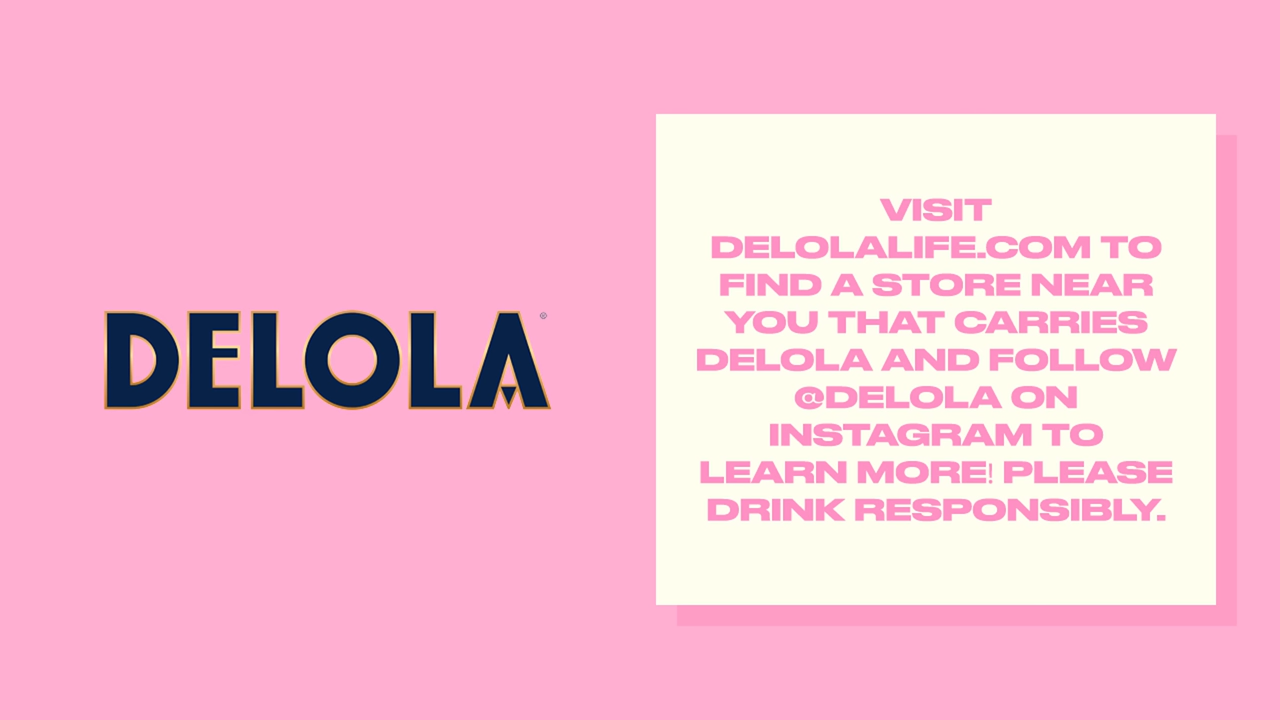 DELOLA®
VISIT
DELOLALIFE.COM TO
FIND A STORE NEAR
YOU THAT CARRIES
DELOLA AND FOLLOW
@DELOLA ON
INSTAGRAM TO
LEARN MORE! PLEASE
DRINK RESPONSIBLY.